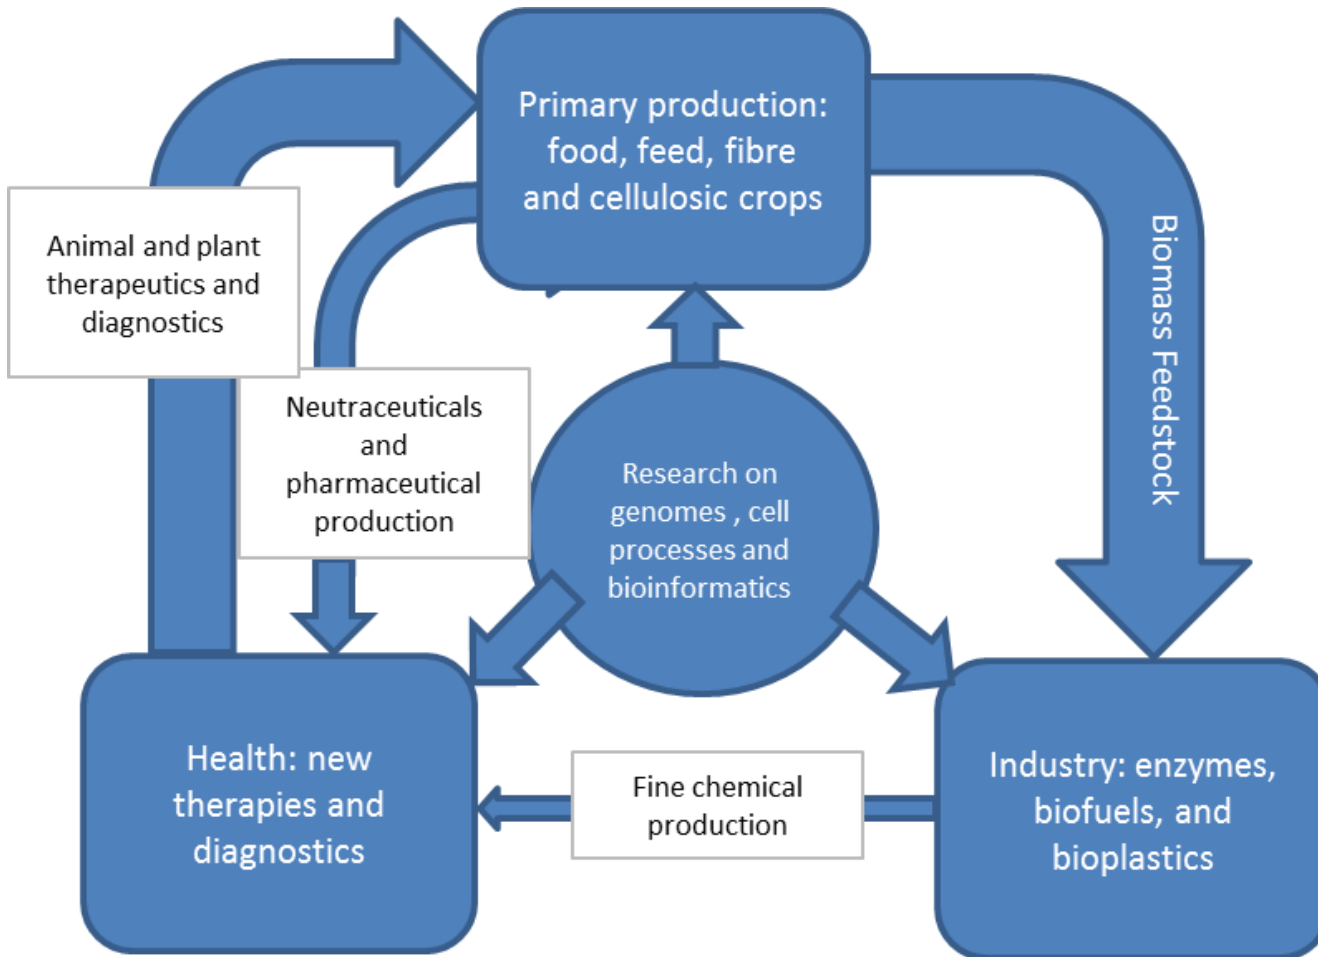 Primary production:
food, feed, fibre
and cellulosic crops
Animal and plant
therapeutics and
diagnostics
Biomass Feedstock
Neutraceuticals
and
pharmaceutical
production
Research on
genomes , cell
processes and
bioinformatics
Health: new
therapies and
diagnostics
Fine chemical
production
Industry: enzymes,
biofuels, and
bioplastics